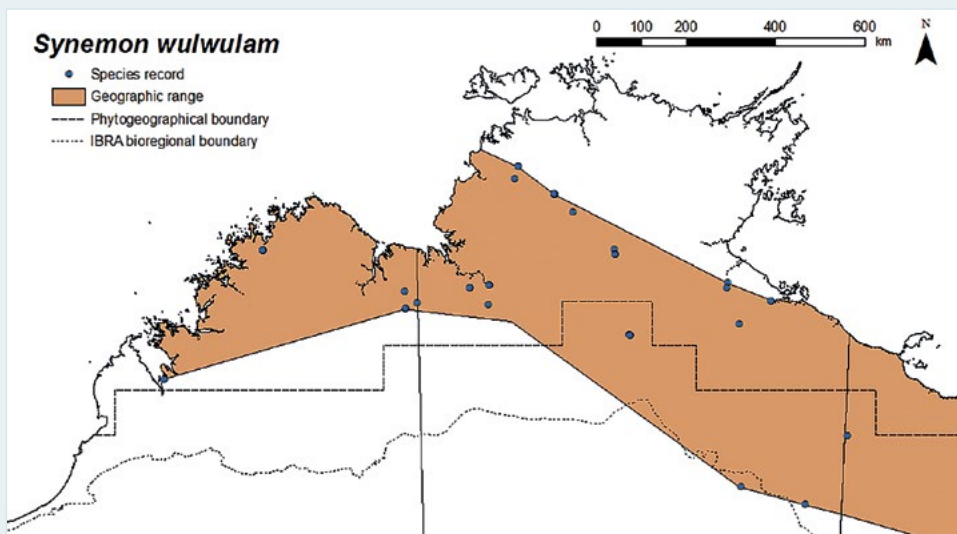 Synemon wulwulam
Species record
Geographic range
Phytogeographical boundary
IBRA bioregional boundary
0 100 200 400 600
km
N